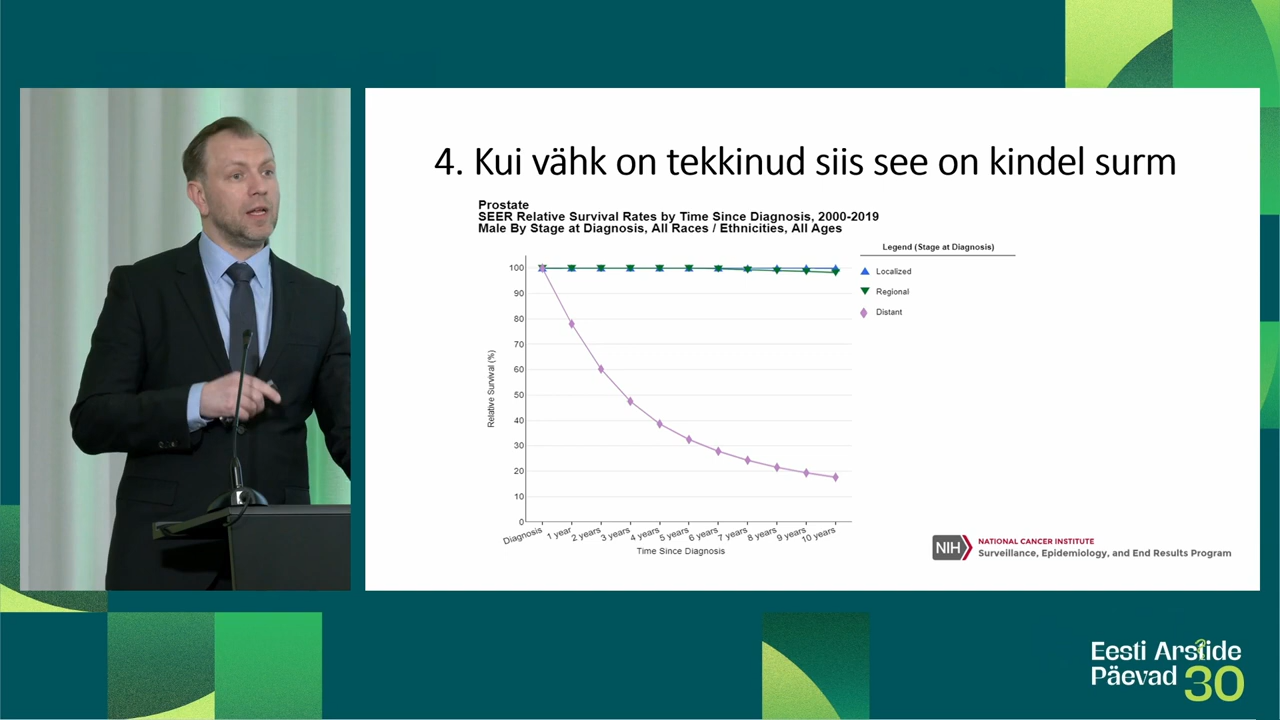 4. Kui vähk on tekkinud siis see on kindel surm
Prostate
SEER Relative Survival Rates by Time Since Diagnosis, 2000-2019
Male By Stage at Diagnosis, All Races / Ethnicities, All Ages
Legend (Stage at Diagnosis)
Localized
Regional
Distant
Relative Survival (%)
100
90
80
70
60
50
40
30
20
10
0
Diagnosis
1 year
2 years
3 years
4 years
5 years
6 years
7 years
8 years
9 years
10 years
Time Since Diagnosis
NIH
NATIONAL CANCER INSTITUTE
Surveillance, Epidemiology, and End Results Program
Eesti Arstide
Päevad 30